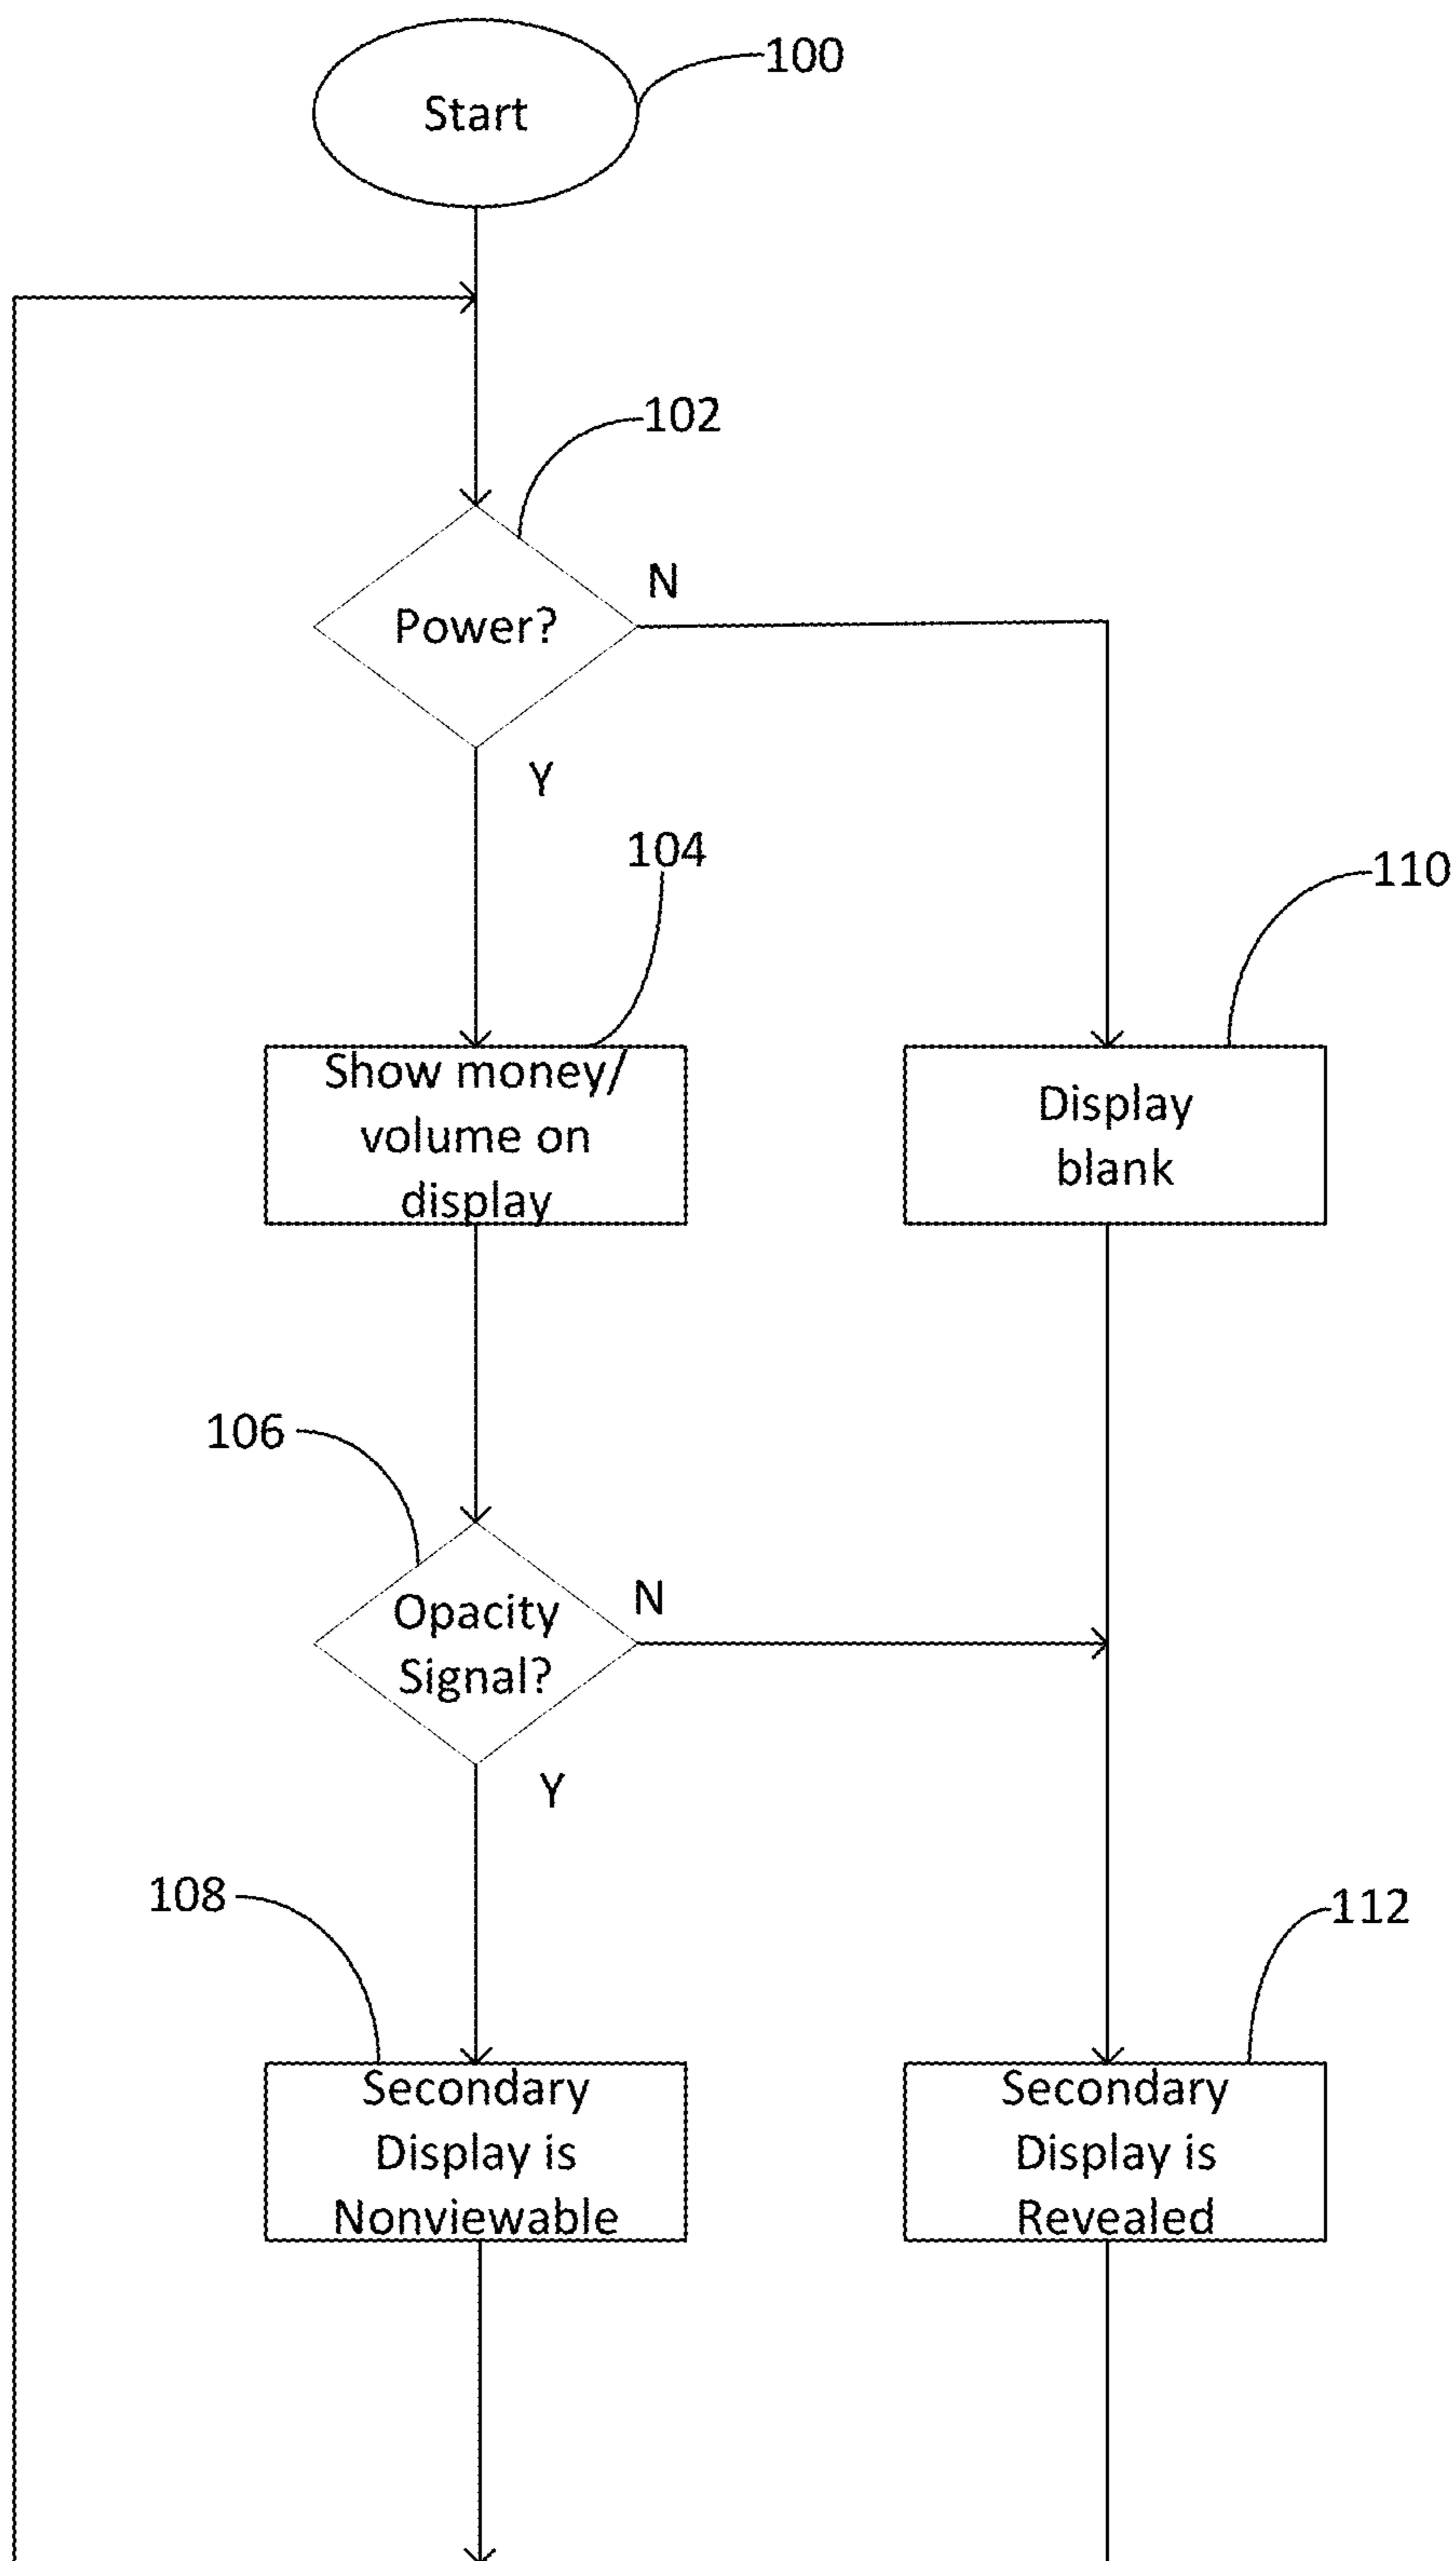 Start
100
102
Power?
N
Y
104
110
Show money/
volume on
display
Display
blank
106
Opacity
Signal?
N
Y
108
112
Secondary
Display is
Nonviewable
Secondary
Display is
Revealed